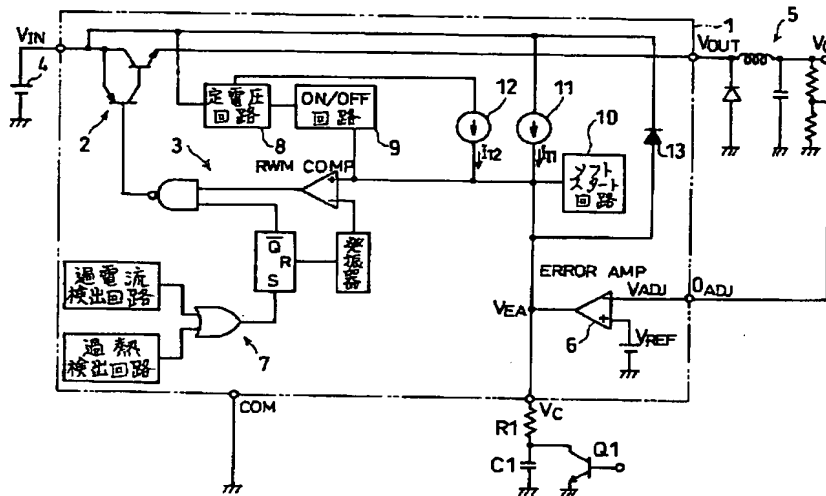 1
5
VIN
VOUT
VO
4
2
3
定電圧
回路
8
ON/OFF
回路
9
12
11
I12
I11
10
ソフト
スタート
回路
13
RWM COMP
+
−
Q
R
S
発振器
過電流
検出回路
過熱
検出回路
7
ERROR AMP
VADJ
OADJ
VEA
6
+
VREF
COM
VC
R1
C1
Q1